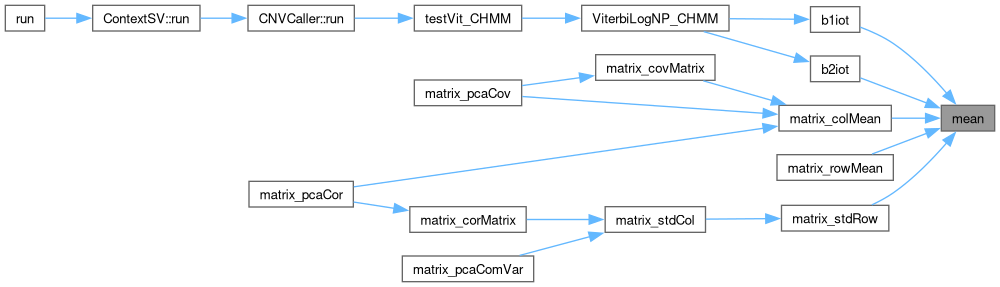 run
ContextSV::run
CNVCaller::run
testVit_CHMM
ViterbiLogNP_CHMM
b1iot
b2iot
matrix_covMatrix
matrix_pcaCov
matrix_colMean
mean
matrix_rowMean
matrix_pcaCor
matrix_corMatrix
matrix_stdCol
matrix_stdRow
matrix_pcaComVar